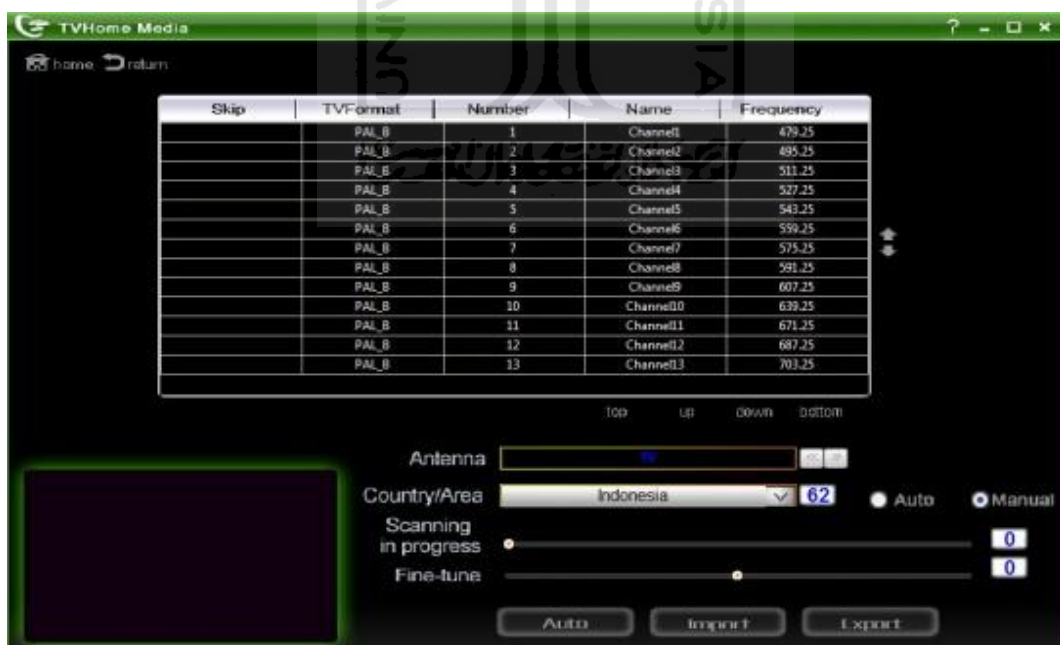 TVHome Media
? 
home return
Skip TVFormat Number Name Frequency
PAL_B 1 Channel1 479.25
PAL_B 2 Channel2 495.25
PAL_B 3 Channel3 511.25
PAL_B 4 Channel4 527.25
PAL_B 5 Channel5 543.25
PAL_B 6 Channel6 559.25
PAL_B 7 Channel7 575.25
PAL_B 8 Channel8 591.25
PAL_B 9 Channel9 607.25
PAL_B 10 Channel10 639.25
PAL_B 11 Channel11 671.25
PAL_B 12 Channel12 687.25
PAL_B 13 Channel13 703.25
top up down bottom
Antenna TV
Country/Area Indonesia 62 Auto Manual
Scanning
in progress 0
Fine-tune 0
Auto Import Export